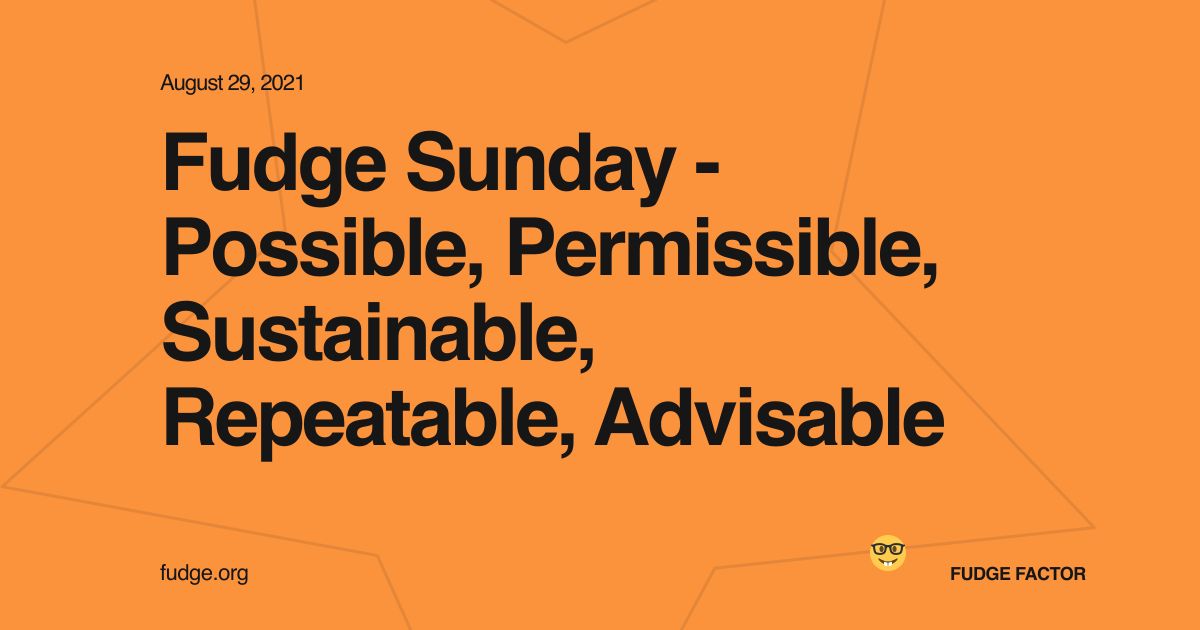 August 29, 2021
Fudge Sunday -
Possible, Permissible,
Sustainable,
Repeatable, Advisable
fudge.org
FUDGE FACTOR